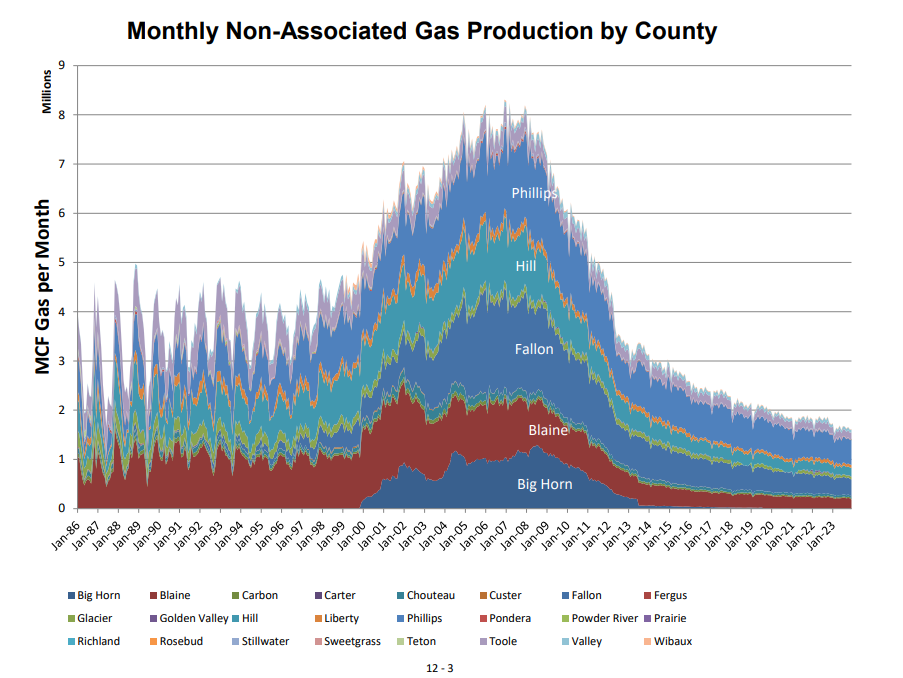 Monthly Non-Associated Gas Production by County
Millions
MCF Gas per Month
9
8
7
6
5
4
3
2
1
0
Phillips
Hill
Fallon
Blaine
Big Horn
Jan-86 Jan-87 Jan-88 Jan-89 Jan-90 Jan-91 Jan-92 Jan-93 Jan-94 Jan-95 Jan-96 Jan-97 Jan-98 Jan-99 Jan-00 Jan-01 Jan-02 Jan-03 Jan-04 Jan-05 Jan-06 Jan-07 Jan-08 Jan-09 Jan-10 Jan-11 Jan-12 Jan-13 Jan-14 Jan-15 Jan-16 Jan-17 Jan-18 Jan-19 Jan-20 Jan-21 Jan-22 Jan-23
Big Horn Blaine Carbon Carter Chouteau Custer Fallon Fergus
Glacier Golden Valley Hill Liberty Phillips Pondera Powder River Prairie
Richland Rosebud Stillwater Sweetgrass Teton Toole Valley Wibaux
12 - 3